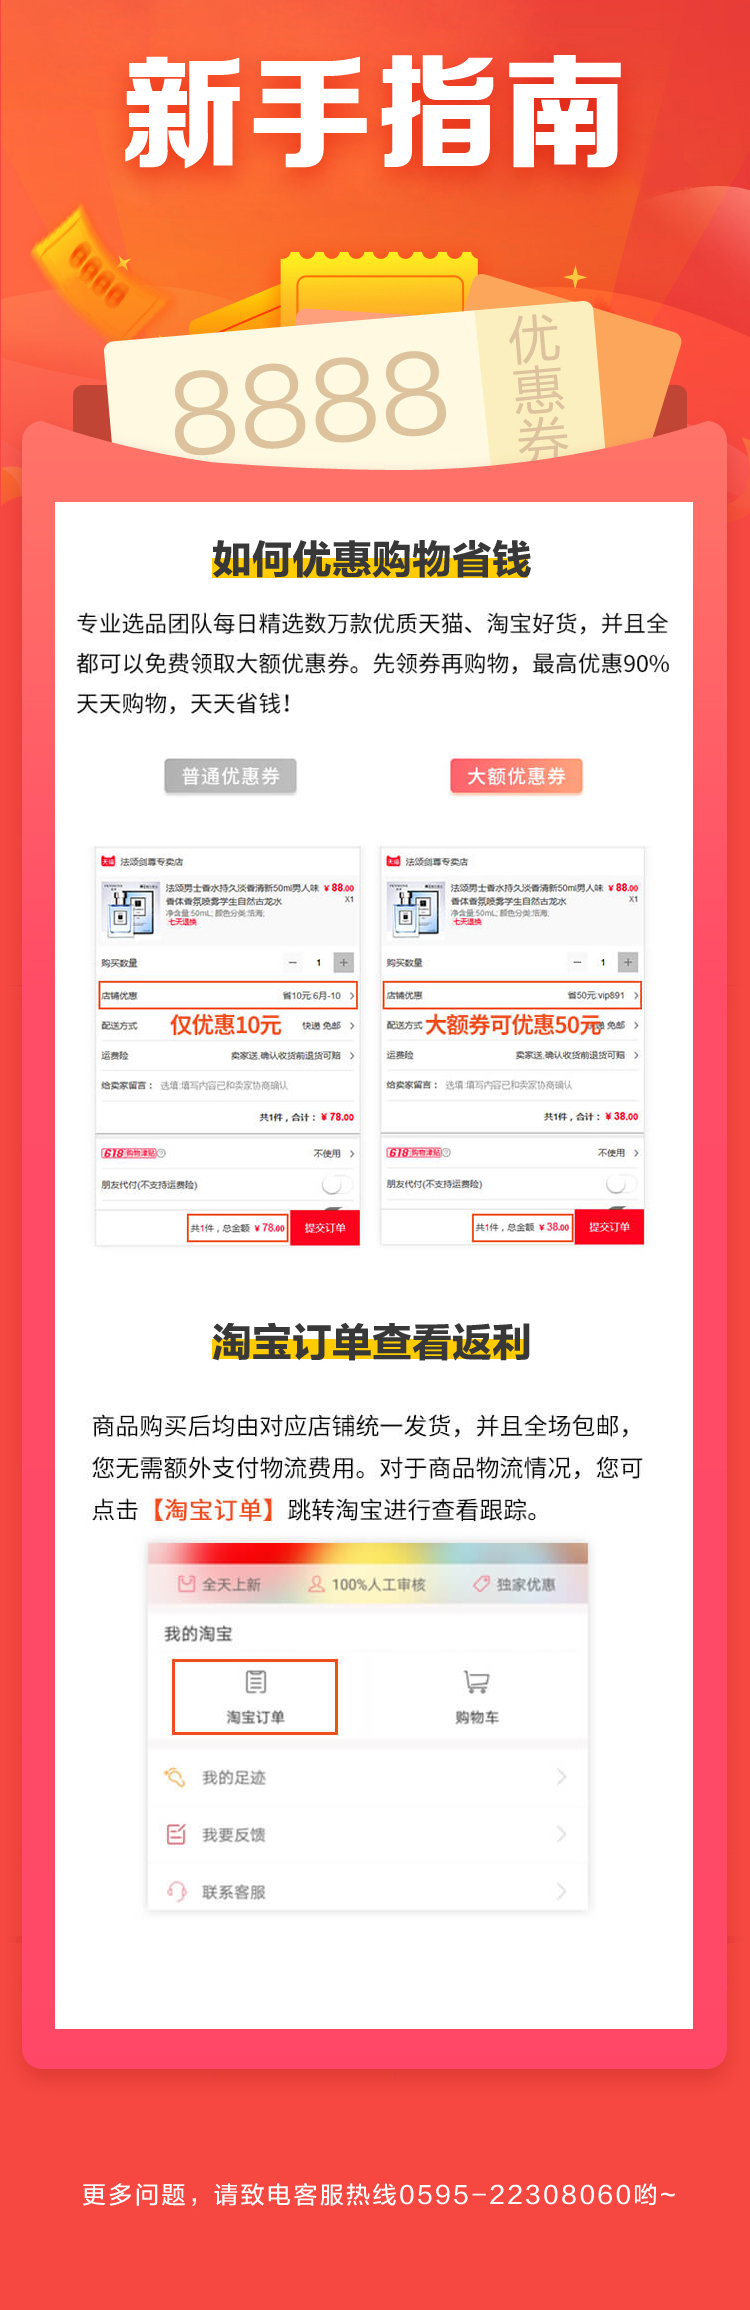 新手指南
8888
优惠券
如何优惠购物省钱
专业选品团队每日精选数万款优质天猫、淘宝好货，并且全
都可以免费领取大额优惠券。先领券再购物，最高优惠90%
天天购物，天天省钱！
普通优惠券
大额优惠券
天猫 法颂剑尊专卖店
法颂男士香水持久淡香清新50ml男人味 ¥88.00
香体香氛喷雾学生自然古龙水 X1
净含量:50mL; 颜色分类:浩海;
七天退换
购买数量 − 1 +
店铺优惠 省10元:6月-10 >
配送方式 仅优惠10元 快递 免邮 >
运费险 卖家送,确认收货前退货可赔 >
给卖家留言： 选填:填写内容已和卖家协商确认
共1件，合计：¥78.00
618购物津贴 ? 不使用 >
朋友代付(不支持运费险)
共1件，总金额 ¥78.00 提交订单
天猫 法颂剑尊专卖店
法颂男士香水持久淡香清新50ml男人味 ¥88.00
香体香氛喷雾学生自然古龙水 X1
净含量:50mL; 颜色分类:浩海;
七天退换
购买数量 − 1 +
店铺优惠 省50元:vip891 >
配送方式 大额券可优惠50元 免邮 >
运费险 卖家送,确认收货前退货可赔 >
给卖家留言： 选填:填写内容已和卖家协商确认
共1件，合计：¥38.00
618购物津贴 ? 不使用 >
朋友代付(不支持运费险)
共1件，总金额 ¥38.00 提交订单
淘宝订单查看返利
商品购买后均由对应店铺统一发货，并且全场包邮，
您无需额外支付物流费用。对于商品物流情况，您可
点击【淘宝订单】跳转淘宝进行查看跟踪。
全天上新 100%人工审核 独家优惠
我的淘宝
淘宝订单 购物车
我的足迹
我要反馈
联系客服
更多问题，请致电客服热线0595-22308060哟~